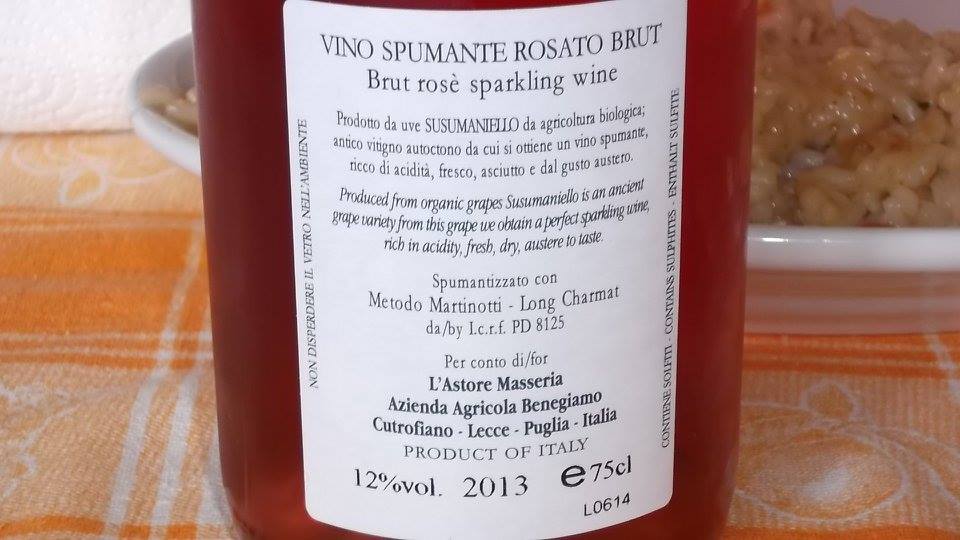 VINO SPUMANTE ROSATO BRUT
Brut rosè sparkling wine
Prodotto da uve SUSUMANIELLO da agricoltura biologica;
antico vitigno autoctono da cui si ottiene un vino spumante,
ricco di acidità, fresco, asciutto e dal gusto austero.
Produced from organic grapes Susumaniello is an ancient
grape variety from this grape we obtain a perfect sparkling wine,
rich in acidity, fresh, dry, austere to taste.
Spumantizzato con
Metodo Martinotti - Long Charmat
da/by I.c.r.f. PD 8125
Per conto di/for
L'Astore Masseria
Azienda Agricola Benegiamo
Cutrofiano - Lecce - Puglia - Italia
PRODUCT OF ITALY
12%vol. 2013 e 75cl
L0614
NON DISPERDERE IL VETRO NELL'AMBIENTE
CONTIENE SOLFITI - CONTAINS SULPHITES - ENTHALT SULFITE